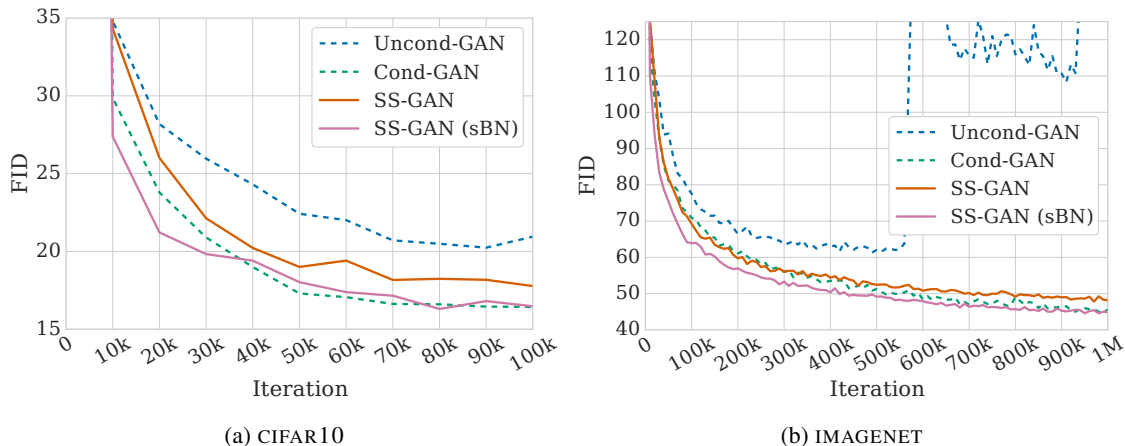 35
30
25
20
15
FID
0
10k
20k
30k
40k
50k
60k
70k
80k
90k
100k
Iteration
Uncond-GAN
Cond-GAN
SS-GAN
SS-GAN (sBN)
(a) CIFAR10
120
110
100
90
80
70
60
50
40
FID
0
100k
200k
300k
400k
500k
600k
700k
800k
900k
1M
Iteration
Uncond-GAN
Cond-GAN
SS-GAN
SS-GAN (sBN)
(b) IMAGENET